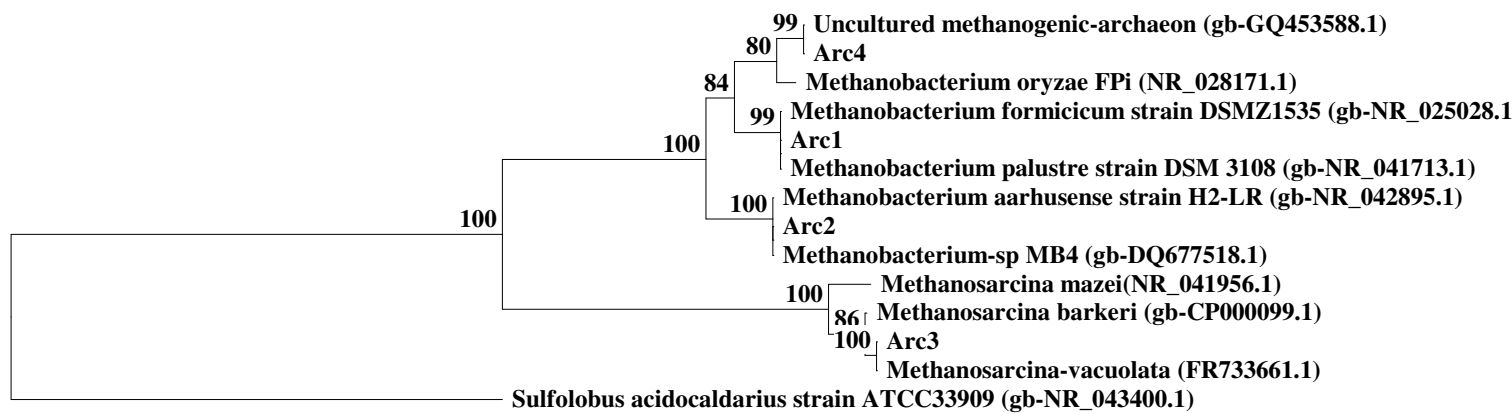 99 Uncultured methanogenic-archaeon (gb-GQ453588.1)
80 Arc4
Methanobacterium oryzae FPi (NR_028171.1)
84
99 Methanobacterium formicicum strain DSMZ1535 (gb-NR_025028.1
Arc1
100
Methanobacterium palustre strain DSM 3108 (gb-NR_041713.1)
Methanobacterium aarhusense strain H2-LR (gb-NR_042895.1)
100 100
Arc2
Methanobacterium-sp MB4 (gb-DQ677518.1)
Methanosarcina mazei(NR_041956.1)
100
86 Methanosarcina barkeri (gb-CP000099.1)
100 Arc3
Methanosarcina-vacuolata (FR733661.1)
Sulfolobus acidocaldarius strain ATCC33909 (gb-NR_043400.1)